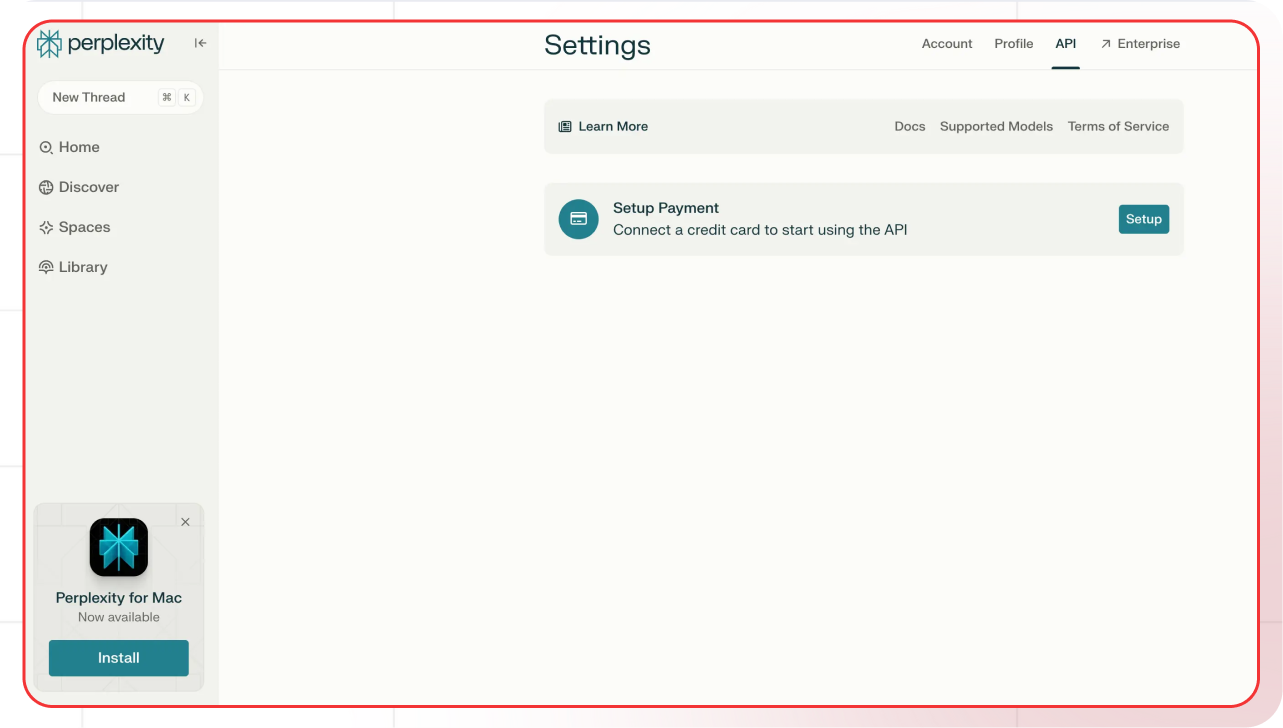 perplexity
New Thread ⌘ K
Home
Discover
Spaces
Library
Perplexity for Mac
Now available
Install
Settings
Account Profile API Enterprise
Learn More Docs Supported Models Terms of Service
Setup Payment
Connect a credit card to start using the API
Setup